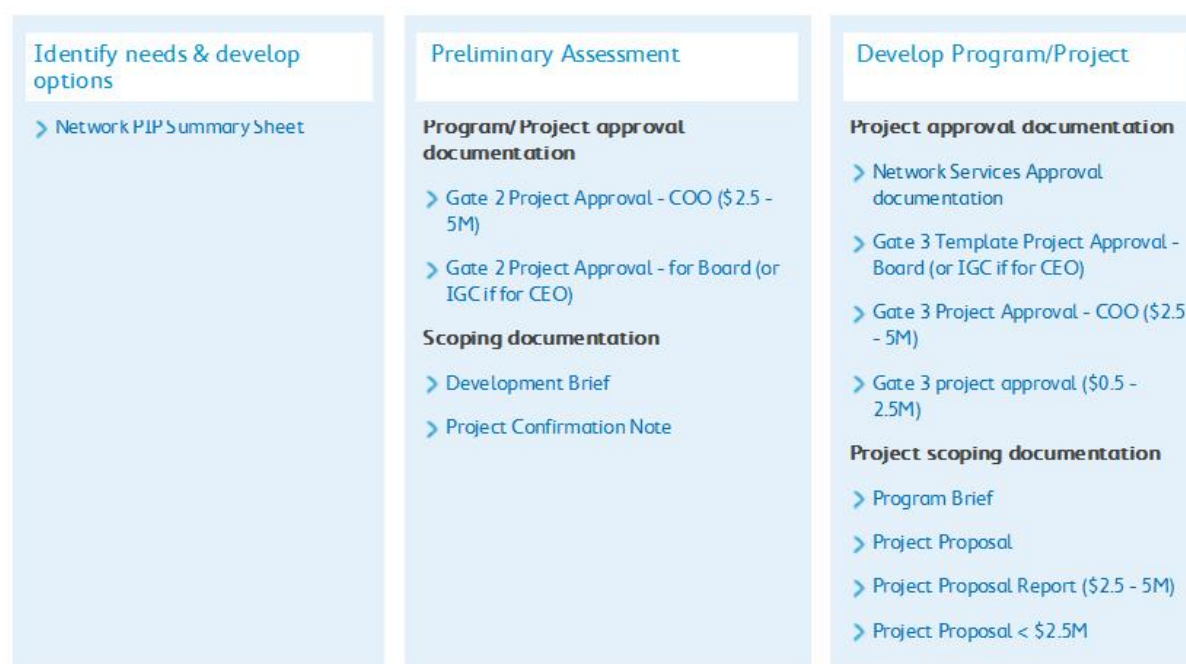 Identify needs & develop
options
Network PIP Summary Sheet
Preliminary Assessment
Program/Project approval
documentation
Gate 2 Project Approval - COO ($2.5 -
5M)
Gate 2 Project Approval - for Board (or
IGC if for CEO)
Scoping documentation
Development Brief
Project Confirmation Note
Develop Program/Project
Project approval documentation
Network Services Approval
documentation
Gate 3 Template Project Approval -
Board (or IGC if for CEO)
Gate 3 Project Approval - COO ($2.5
- 5M)
Gate 3 project approval ($0.5 -
2.5M)
Project scoping documentation
Program Brief
Project Proposal
Project Proposal Report ($2.5 - 5M)
Project Proposal < $2.5M